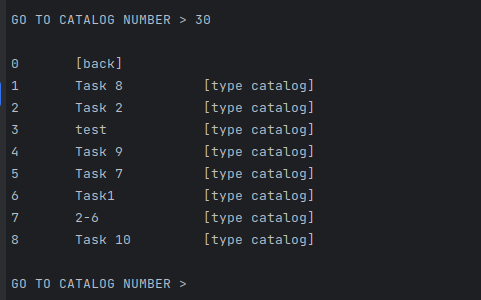 GO TO CATALOG NUMBER > 30
0 [back]
1 Task 8 [type catalog]
2 Task 2 [type catalog]
3 test [type catalog]
4 Task 9 [type catalog]
5 Task 7 [type catalog]
6 Task1 [type catalog]
7 2-6 [type catalog]
8 Task 10 [type catalog]
GO TO CATALOG NUMBER >